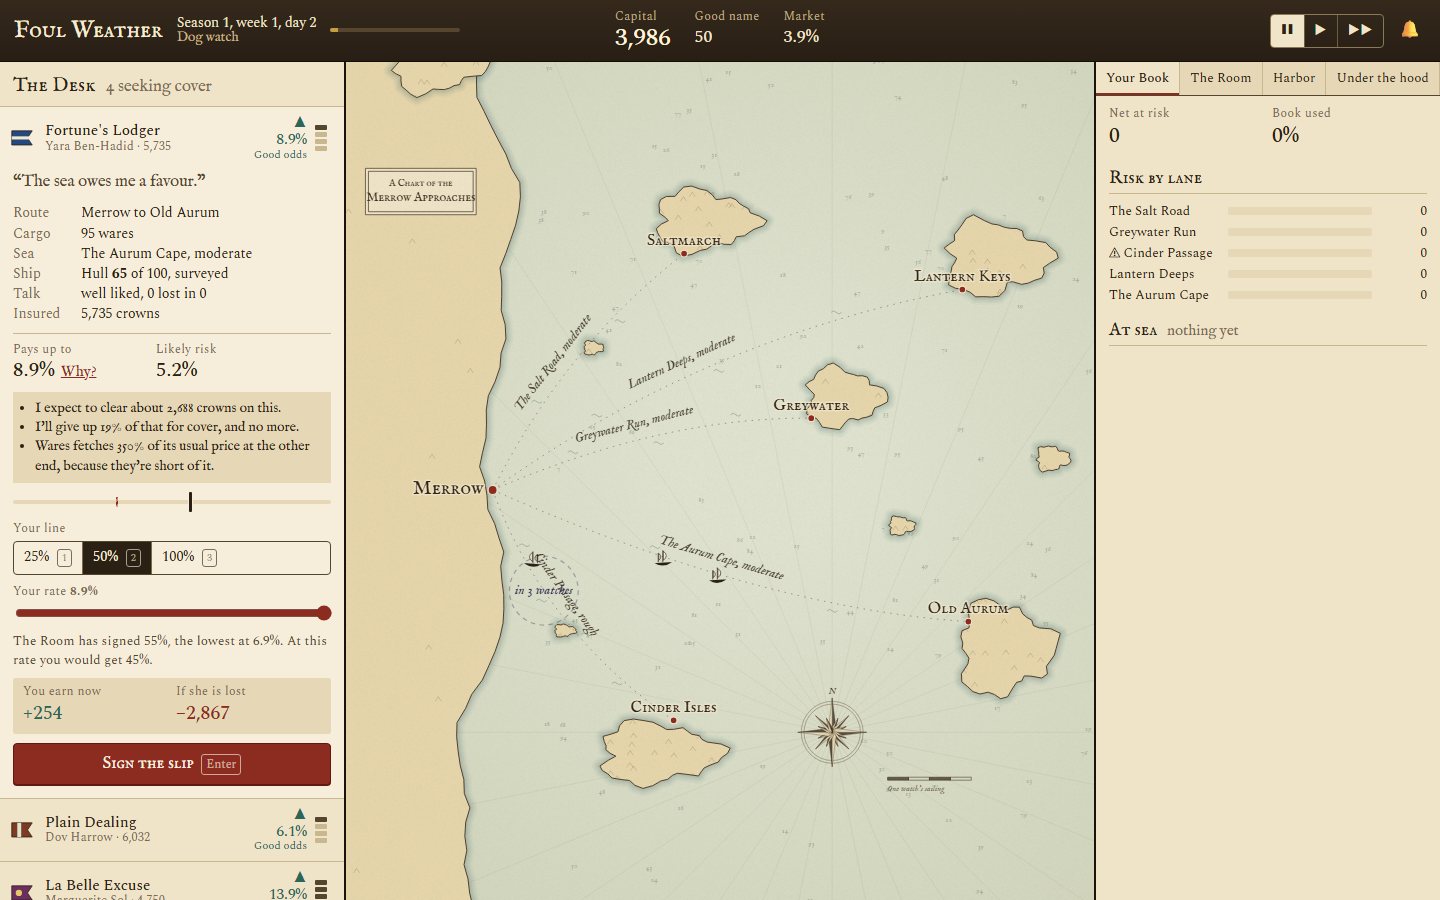 Foul Weather
Season 1, week 1, day 2
Dog watch
Capital
3,986
Good name
50
Market
3.9%
The Desk 4 seeking cover
Fortune's Lodger
Yara Ben-Hadid · 5,735
8.9%
Good odds
“The sea owes me a favour.”
Route Merrow to Old Aurum
Cargo 95 wares
Sea The Aurum Cape, moderate
Ship Hull 65 of 100, surveyed
Talk well liked, 0 lost in 0
Insured 5,735 crowns
Pays up to
8.9% Why?
Likely risk
5.2%
• I expect to clear about 2,688 crowns on this.
• I’ll give up 19% of that for cover, and no more.
• Wares fetches 350% of its usual price at the other
end, because they’re short of it.
Your line
25% 1 50% 2 100% 3
Your rate 8.9%
The Room has signed 55%, the lowest at 6.9%. At this
rate you would get 45%.
You earn now
+254
If she is lost
−2,867
Sign the slip Enter
Plain Dealing
Dov Harrow · 6,032
6.1%
Good odds
La Belle Excuse
Marguerite Sol · 4,750
13.9%
A Chart of the
Merrow Approaches
Saltmarch
Lantern Keys
The Salt Road, moderate
Lantern Deeps, moderate
Greywater
Greywater Run, moderate
Merrow
The Aurum Cape, moderate
Cinder Passage, rough
in 3 watches
Old Aurum
Cinder Isles
N
One watch's sailing
Your Book The Room Harbor Under the hood
Net at risk
0
Book used
0%
Risk by lane
The Salt Road 0
Greywater Run 0
⚠ Cinder Passage 0
Lantern Deeps 0
The Aurum Cape 0
At sea nothing yet